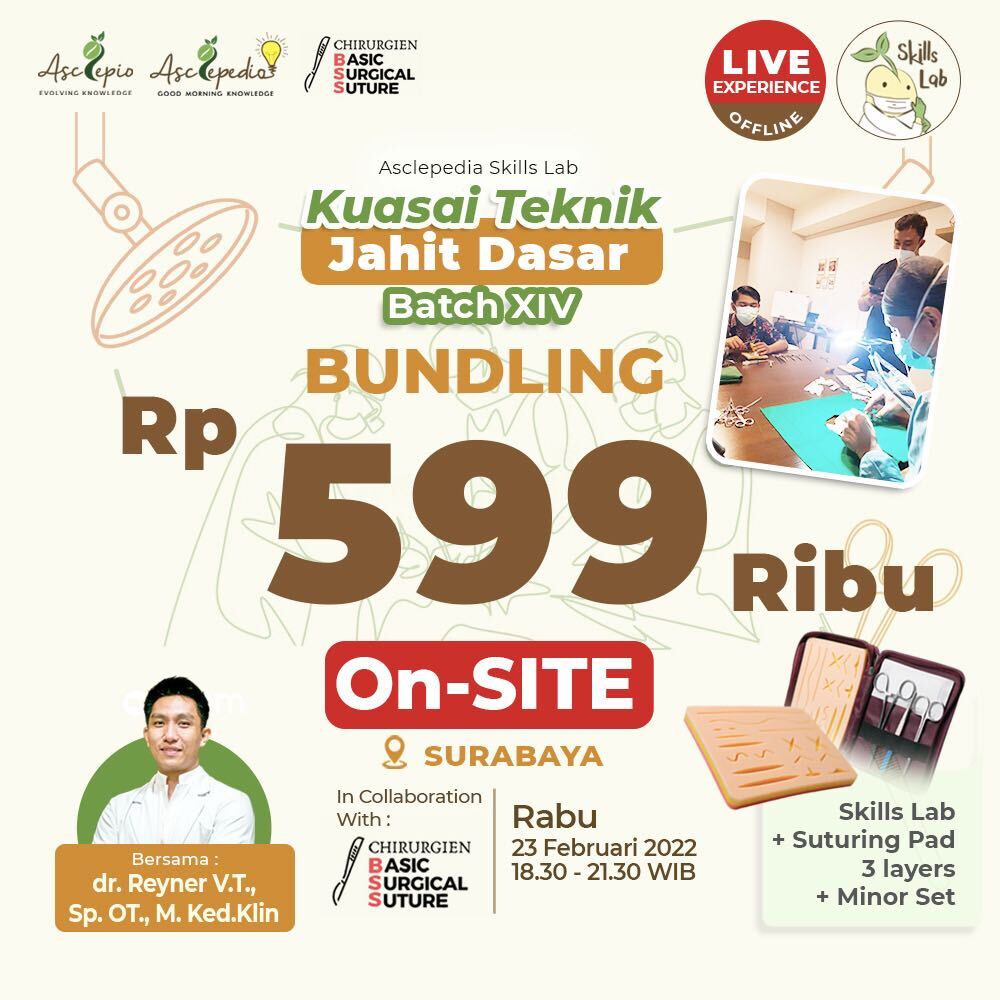 Asclepio
EVOLVING KNOWLEDGE
Asclepedia
GOOD MORNING KNOWLEDGE
CHIRURGIEN
BASIC
SURGICAL
SUTURE
LIVE
EXPERIENCE
OFFLINE
Skills
Lab
Asclepedia Skills Lab
Kuasai Teknik
Jahit Dasar
Batch XIV
BUNDLING
Rp
599
Ribu
On-SITE
SURABAYA
In Collaboration
With :
CHIRURGIEN
BASIC
SURGICAL
SUTURE
Rabu
23 Februari 2022
18.30 - 21.30 WIB
Bersama :
dr. Reyner V.T.,
Sp. OT., M. Ked.Klin
Skills Lab
+ Suturing Pad
3 layers
+ Minor Set